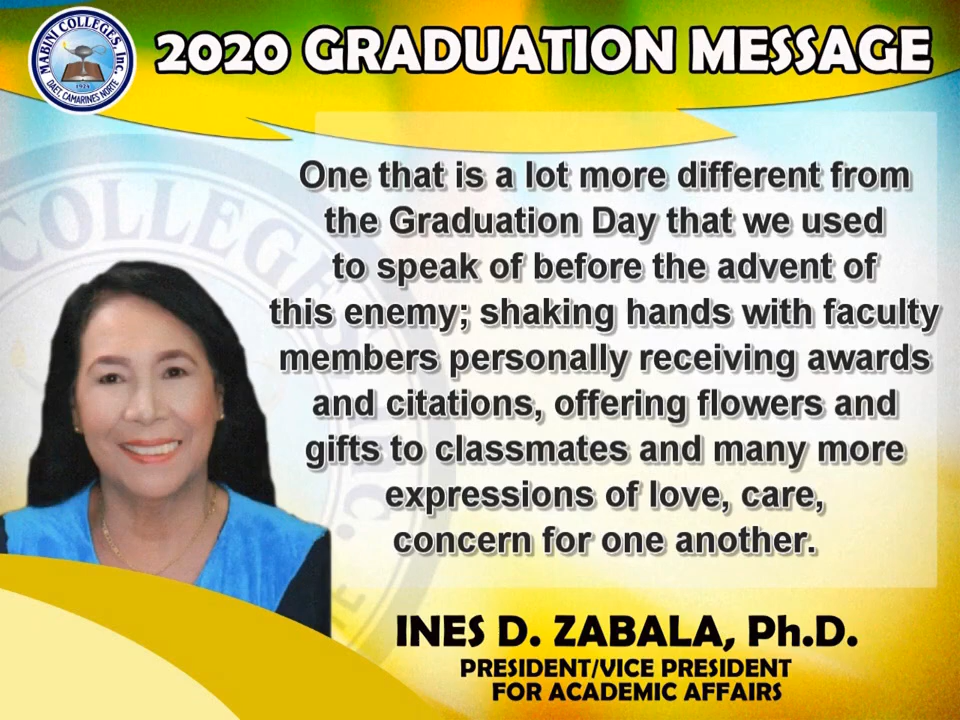 MABINI COLLEGES, Inc.
1924
DAET, CAMARINES NORTE
2020 GRADUATION MESSAGE
COLLEGES, INC.
One that is a lot more different from
the Graduation Day that we used
to speak of before the advent of
this enemy; shaking hands with faculty
members personally receiving awards
and citations, offering flowers and
gifts to classmates and many more
expressions of love, care,
concern for one another.
INES D. ZABALA, Ph.D.
PRESIDENT/VICE PRESIDENT
FOR ACADEMIC AFFAIRS